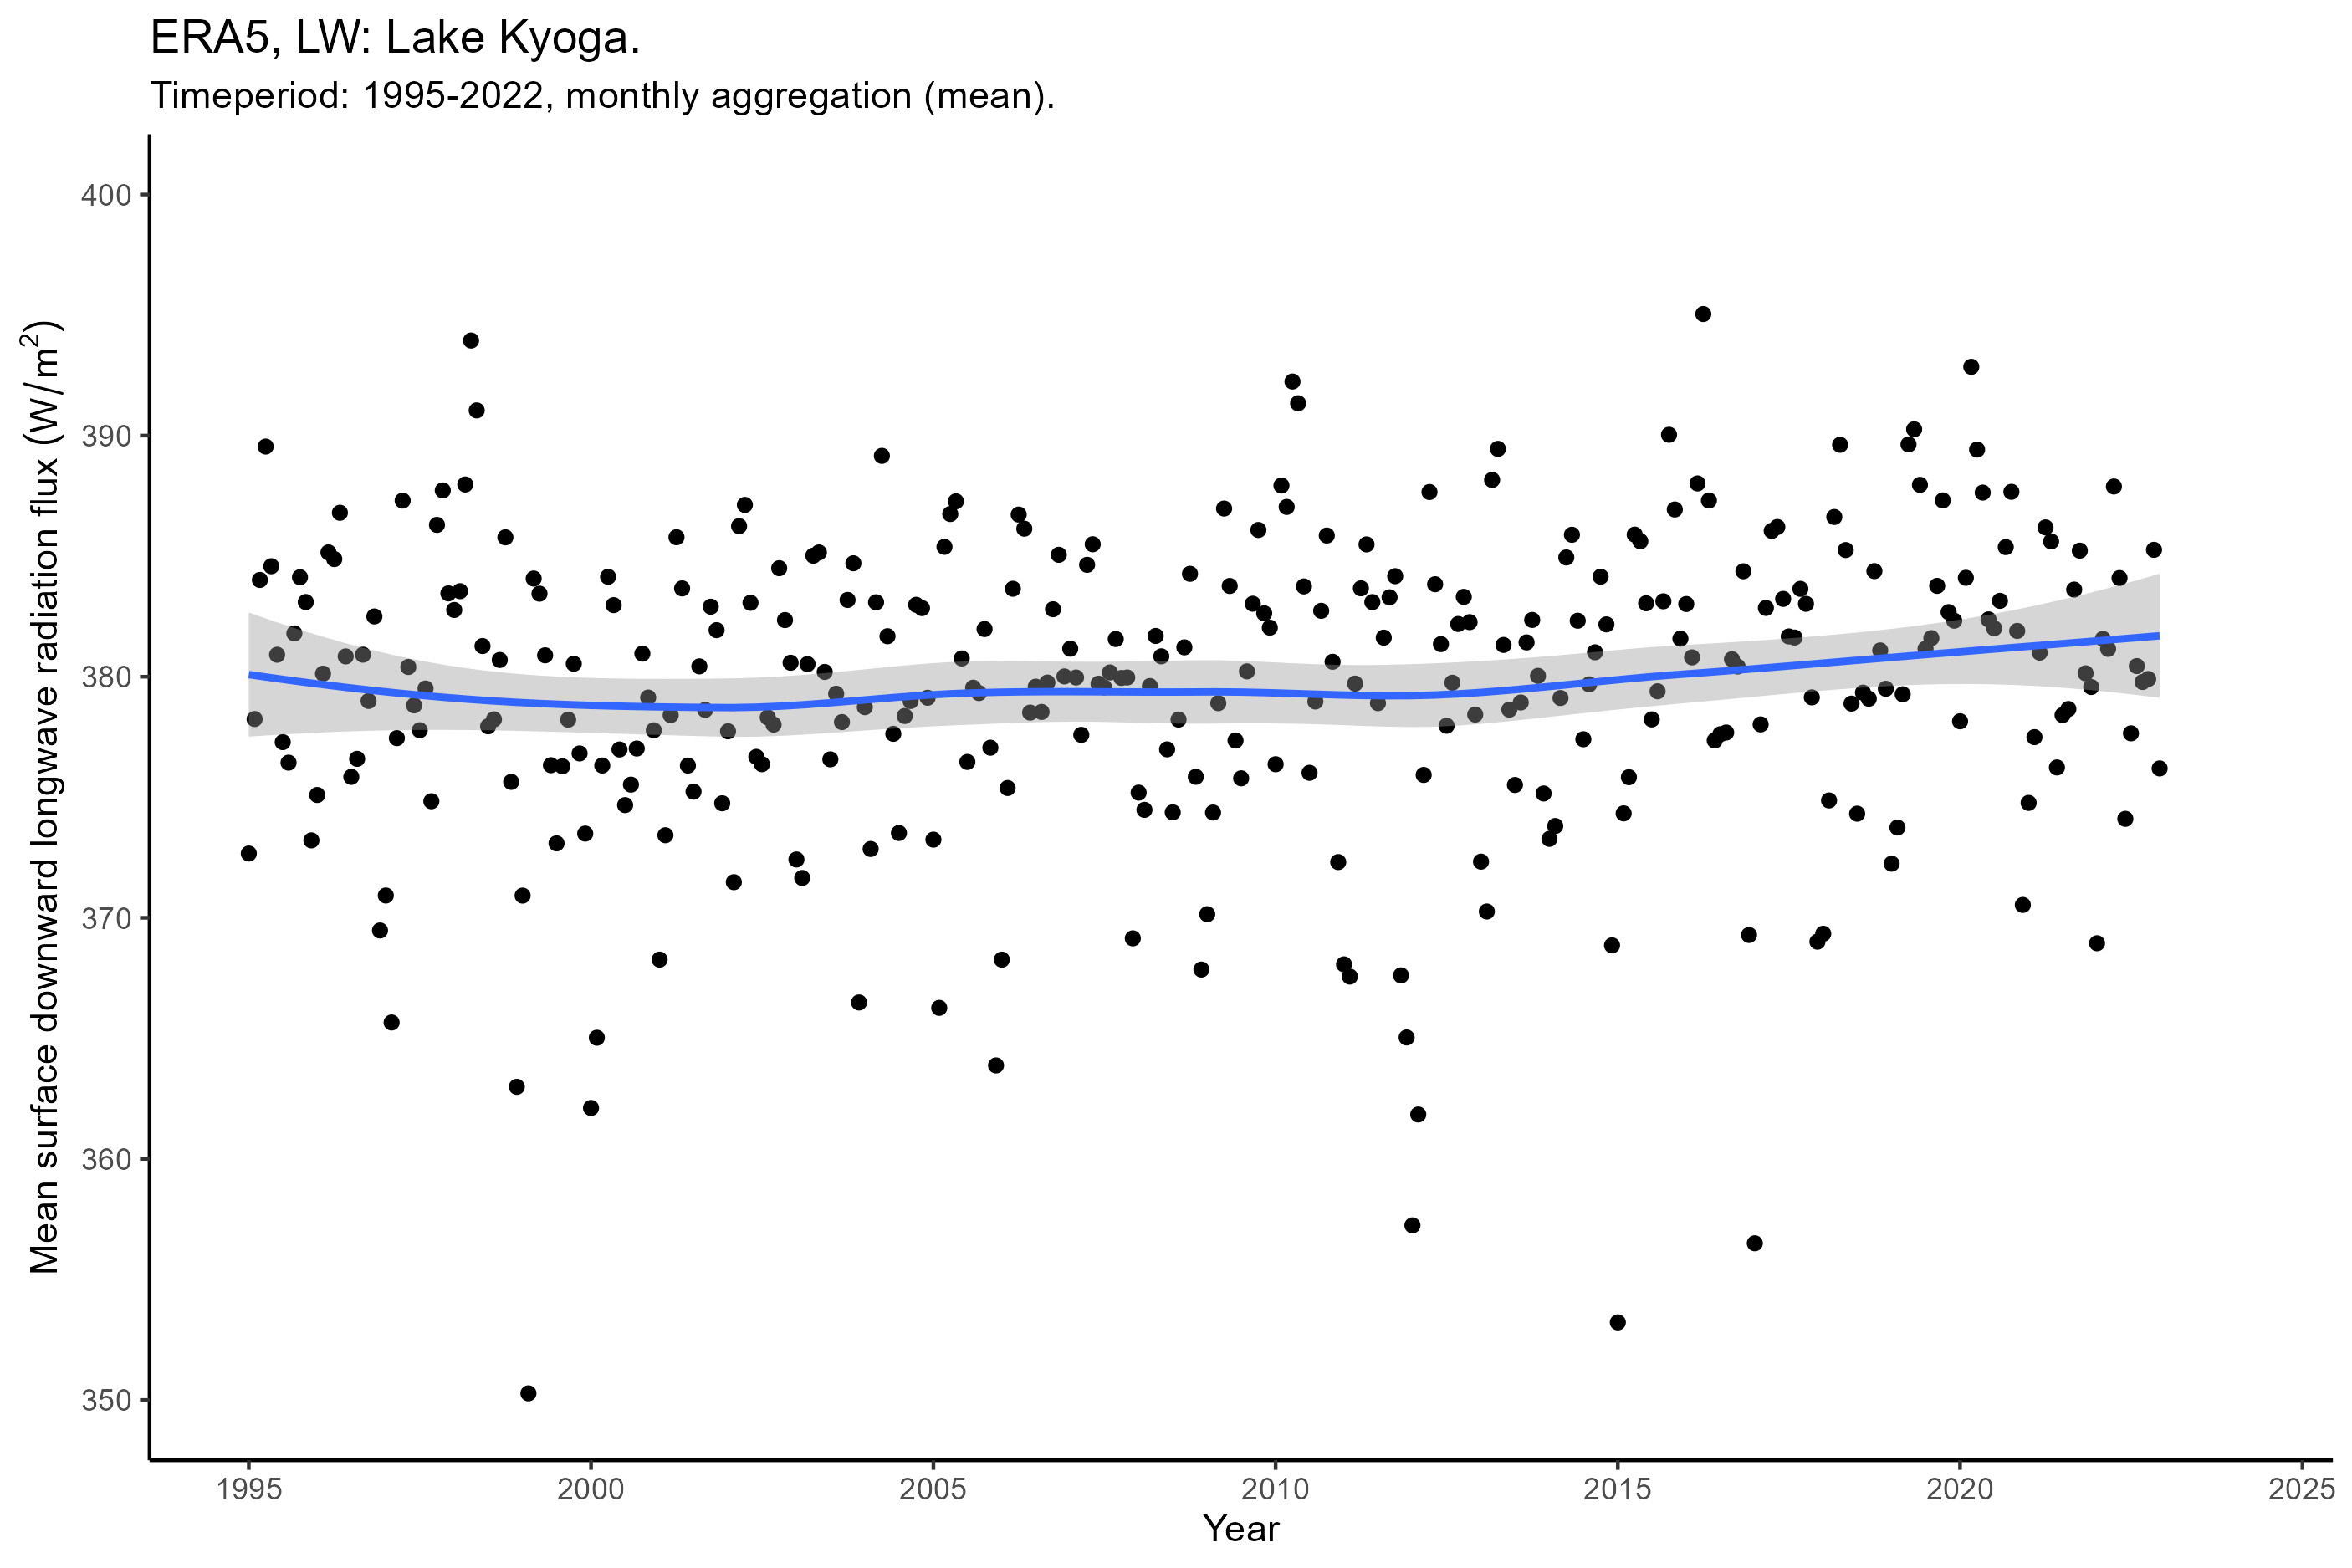 ERA5, LW: Lake Kyoga.
Timeperiod: 1995-2022, monthly aggregation (mean).
Mean surface downward longwave radiation flux (W/m²)
400
390
380
370
360
350
1995 2000 2005 2010 2015 2020 2025
Year